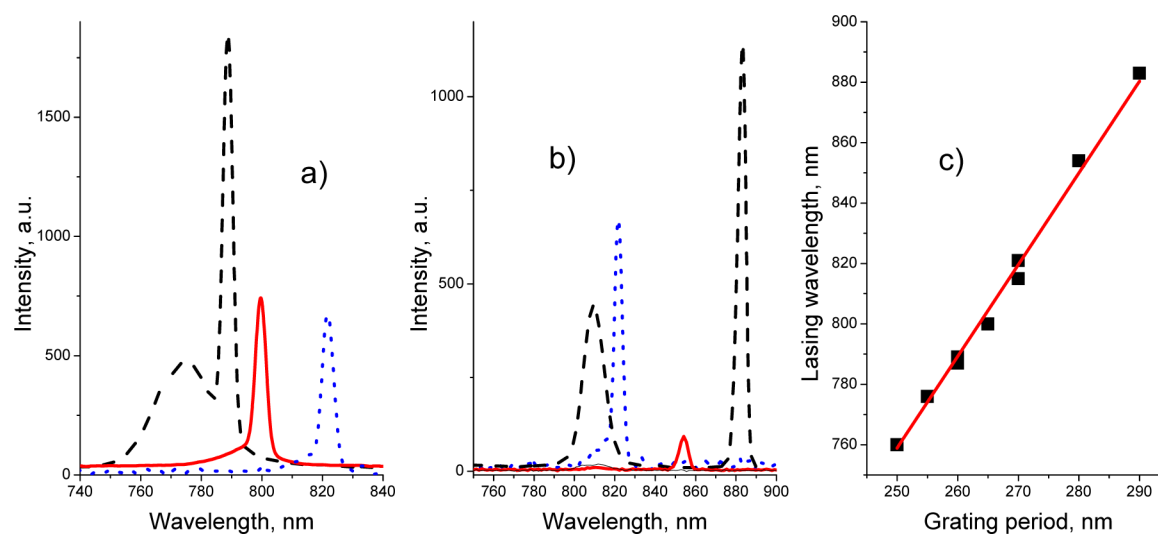 a)
Intensity, a.u.
1500
1000
500
0
740 760 780 800 820 840
Wavelength, nm
b)
Intensity, a.u.
1000
500
0
760 780 800 820 840 860 880 900
Wavelength, nm
c)
Lasing wavelength, nm
900
880
860
840
820
800
780
760
250 260 270 280 290
Grating period, nm